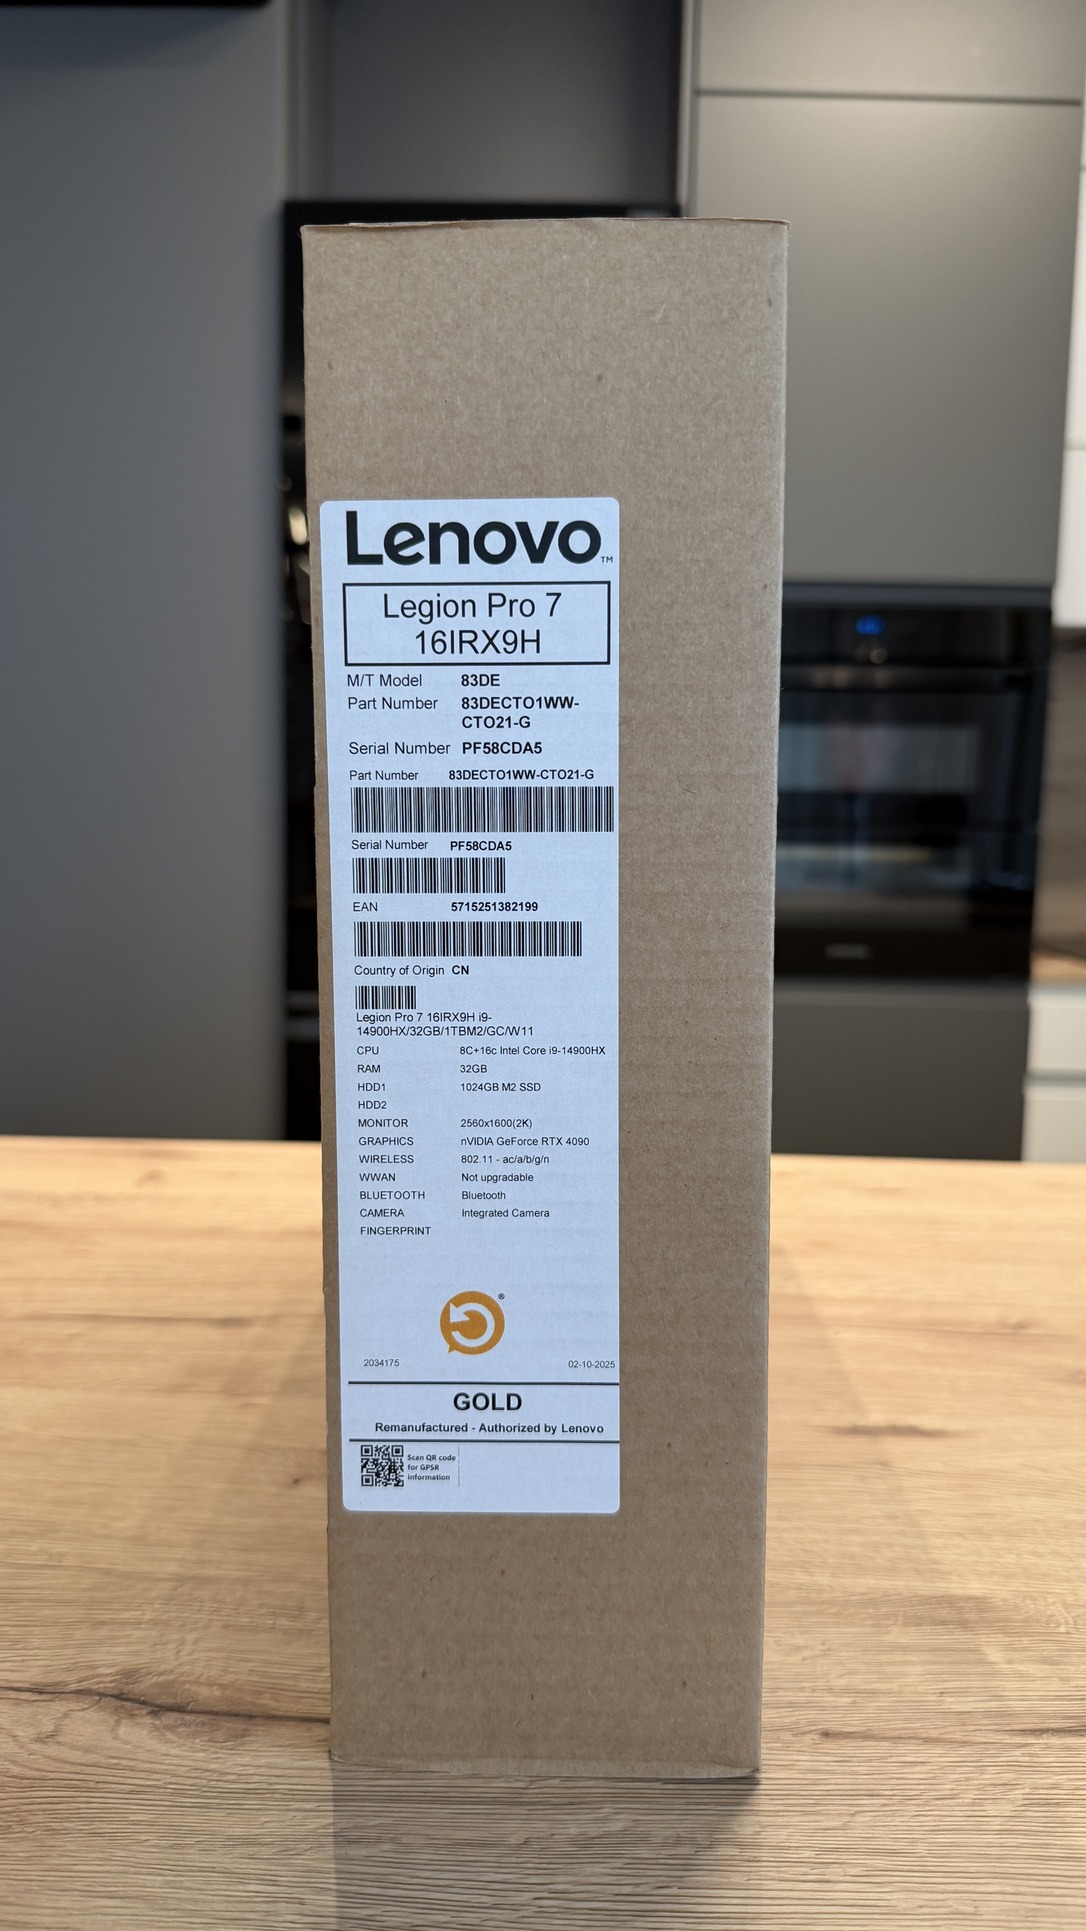 Lenovo™
Legion Pro 7
16IRX9H
M/T Model 83DE
Part Number 83DECTO1WW-
CTO21-G
Serial Number PF58CDA5
Part Number 83DECTO1WW-CTO21-G
Serial Number PF58CDA5
EAN 5715251382199
Country of Origin CN
Legion Pro 7 16IRX9H i9-
14900HX/32GB/1TBM2/GC/W11
CPU 8C+16c Intel Core i9-14900HX
RAM 32GB
HDD1 1024GB M2 SSD
HDD2
MONITOR 2560x1600(2K)
GRAPHICS nVIDIA GeForce RTX 4090
WIRELESS 802.11 - ac/a/b/g/n
WWAN Not upgradable
BLUETOOTH Bluetooth
CAMERA Integrated Camera
FINGERPRINT
®
2034175 02-10-2025
GOLD
Remanufactured - Authorized by Lenovo
Scan QR code
for GPSR
information